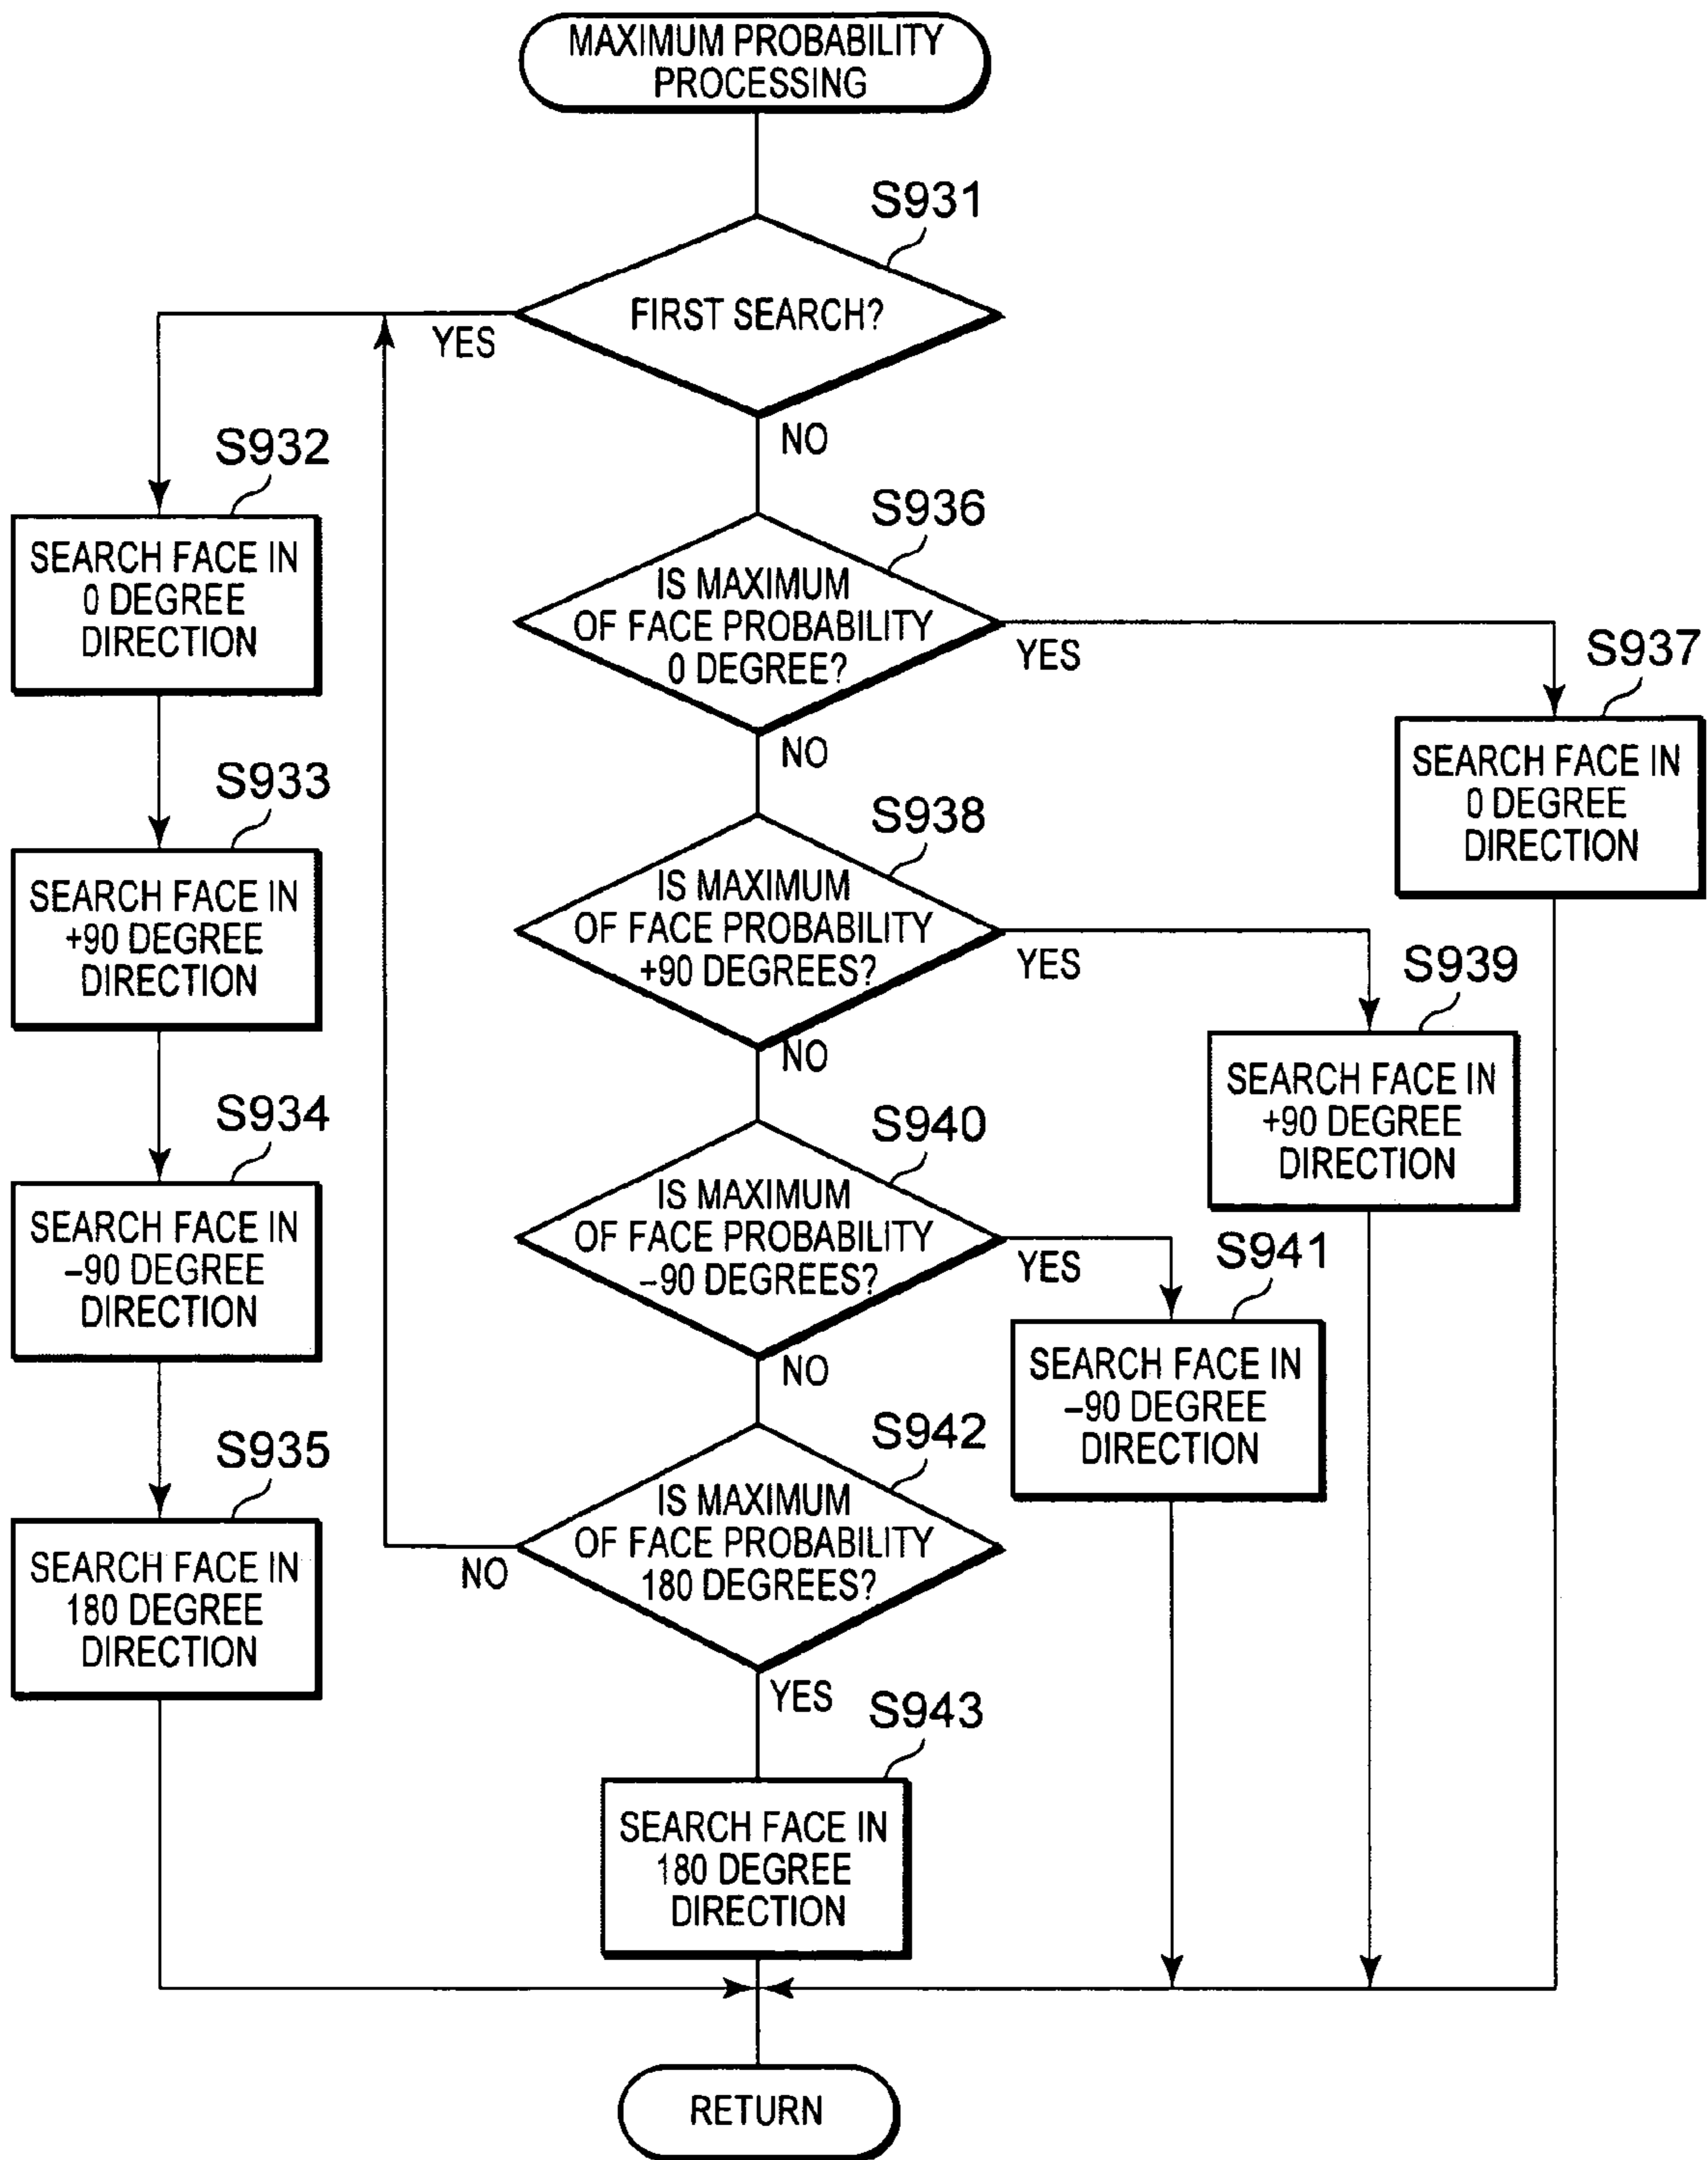 MAXIMUM PROBABILITY
PROCESSING
S931
FIRST SEARCH?
YES
NO
S932
SEARCH FACE IN
0 DEGREE
DIRECTION
S933
SEARCH FACE IN
+90 DEGREE
DIRECTION
S934
SEARCH FACE IN
–90 DEGREE
DIRECTION
S935
SEARCH FACE IN
180 DEGREE
DIRECTION
S936
IS MAXIMUM
OF FACE PROBABILITY
0 DEGREE?
YES
NO
S937
SEARCH FACE IN
0 DEGREE
DIRECTION
S938
IS MAXIMUM
OF FACE PROBABILITY
+90 DEGREES?
YES
NO
S939
SEARCH FACE IN
+90 DEGREE
DIRECTION
S940
IS MAXIMUM
OF FACE PROBABILITY
–90 DEGREES?
YES
NO
S941
SEARCH FACE IN
–90 DEGREE
DIRECTION
S942
IS MAXIMUM
OF FACE PROBABILITY
180 DEGREES?
NO
YES
S943
SEARCH FACE IN
180 DEGREE
DIRECTION
RETURN